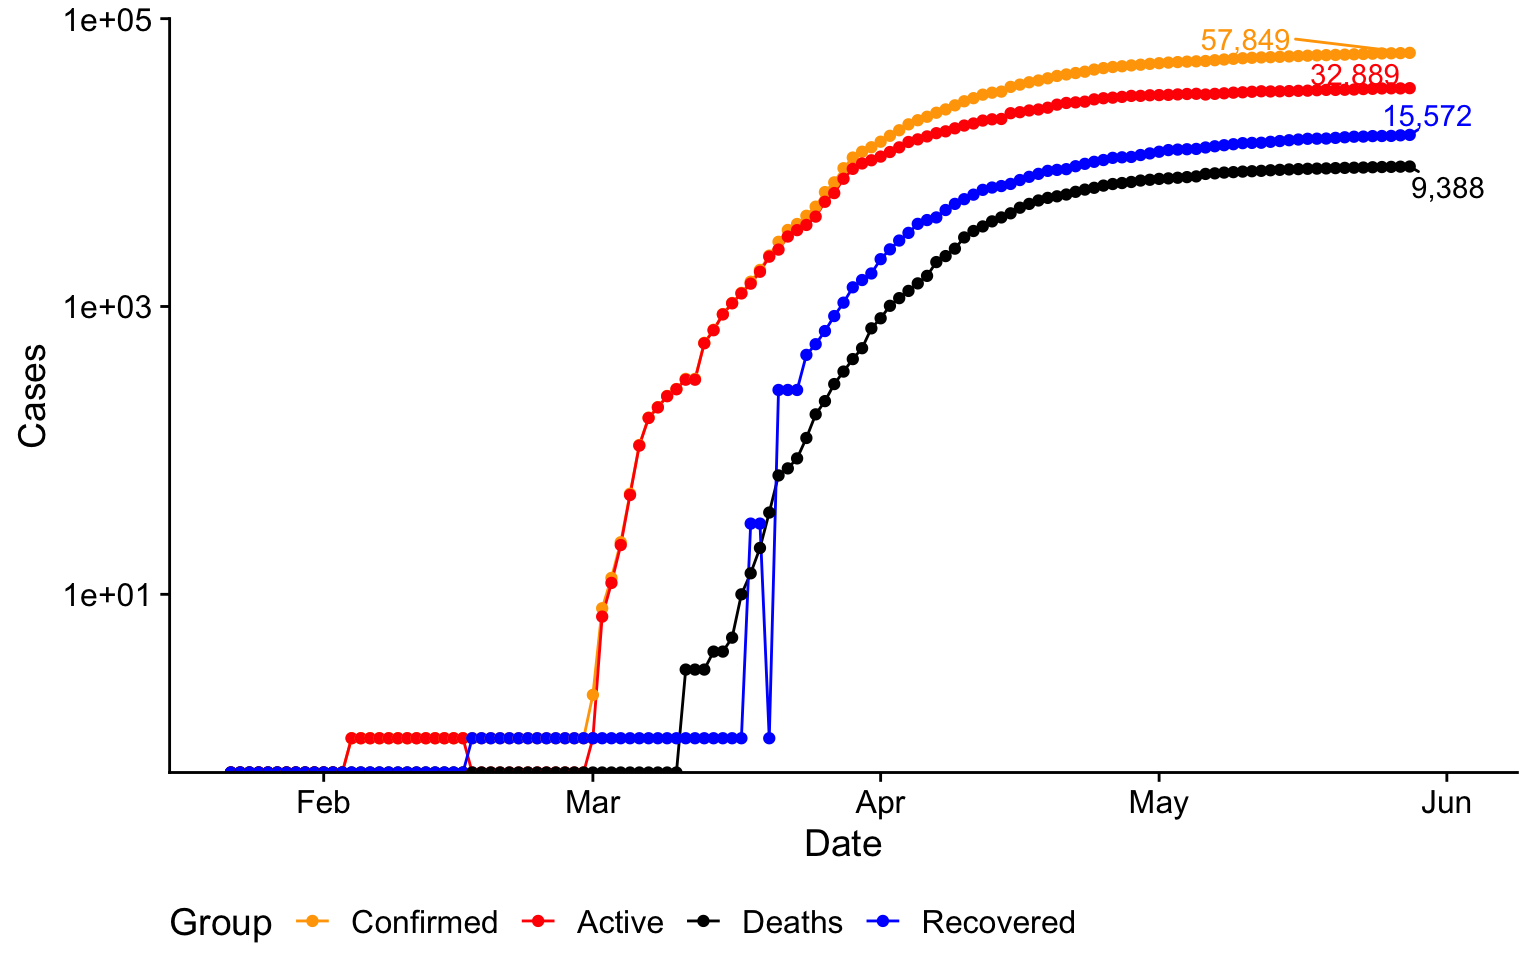 1e+05
57,849
32,889
15,572
9,388
1e+03
Cases
1e+01
Feb Mar Apr May Jun
Date
Group Confirmed Active Deaths Recovered